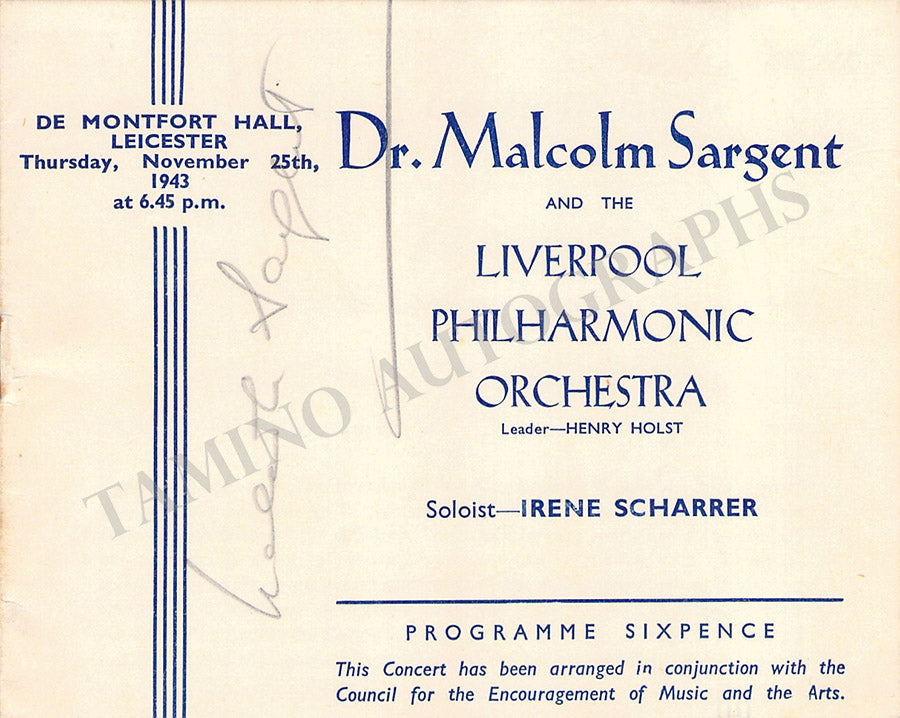 DE MONTFORT HALL,
LEICESTER
Thursday, November 25th,
1943
at 6.45 p.m.
Dr. Malcolm Sargent
AND THE
LIVERPOOL
PHILHARMONIC
ORCHESTRA
Leader—HENRY HOLST
Soloist—IRENE SCHARRER
PROGRAMME SIXPENCE
This Concert has been arranged in conjunction with the
Council for the Encouragement of Music and the Arts.
Malcolm Sargent
TAMINO AUTOGRAPHS